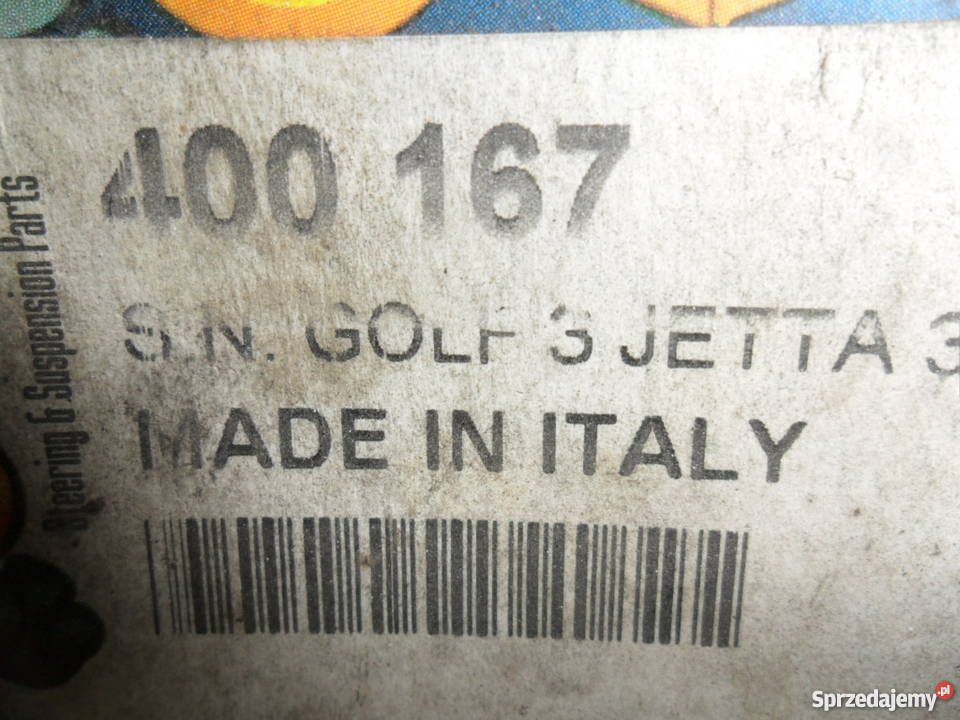 400 167
S.N. GOLF 3 JETTA 3
MADE IN ITALY
Steering & Suspension Parts
Sprzedajemy.pl